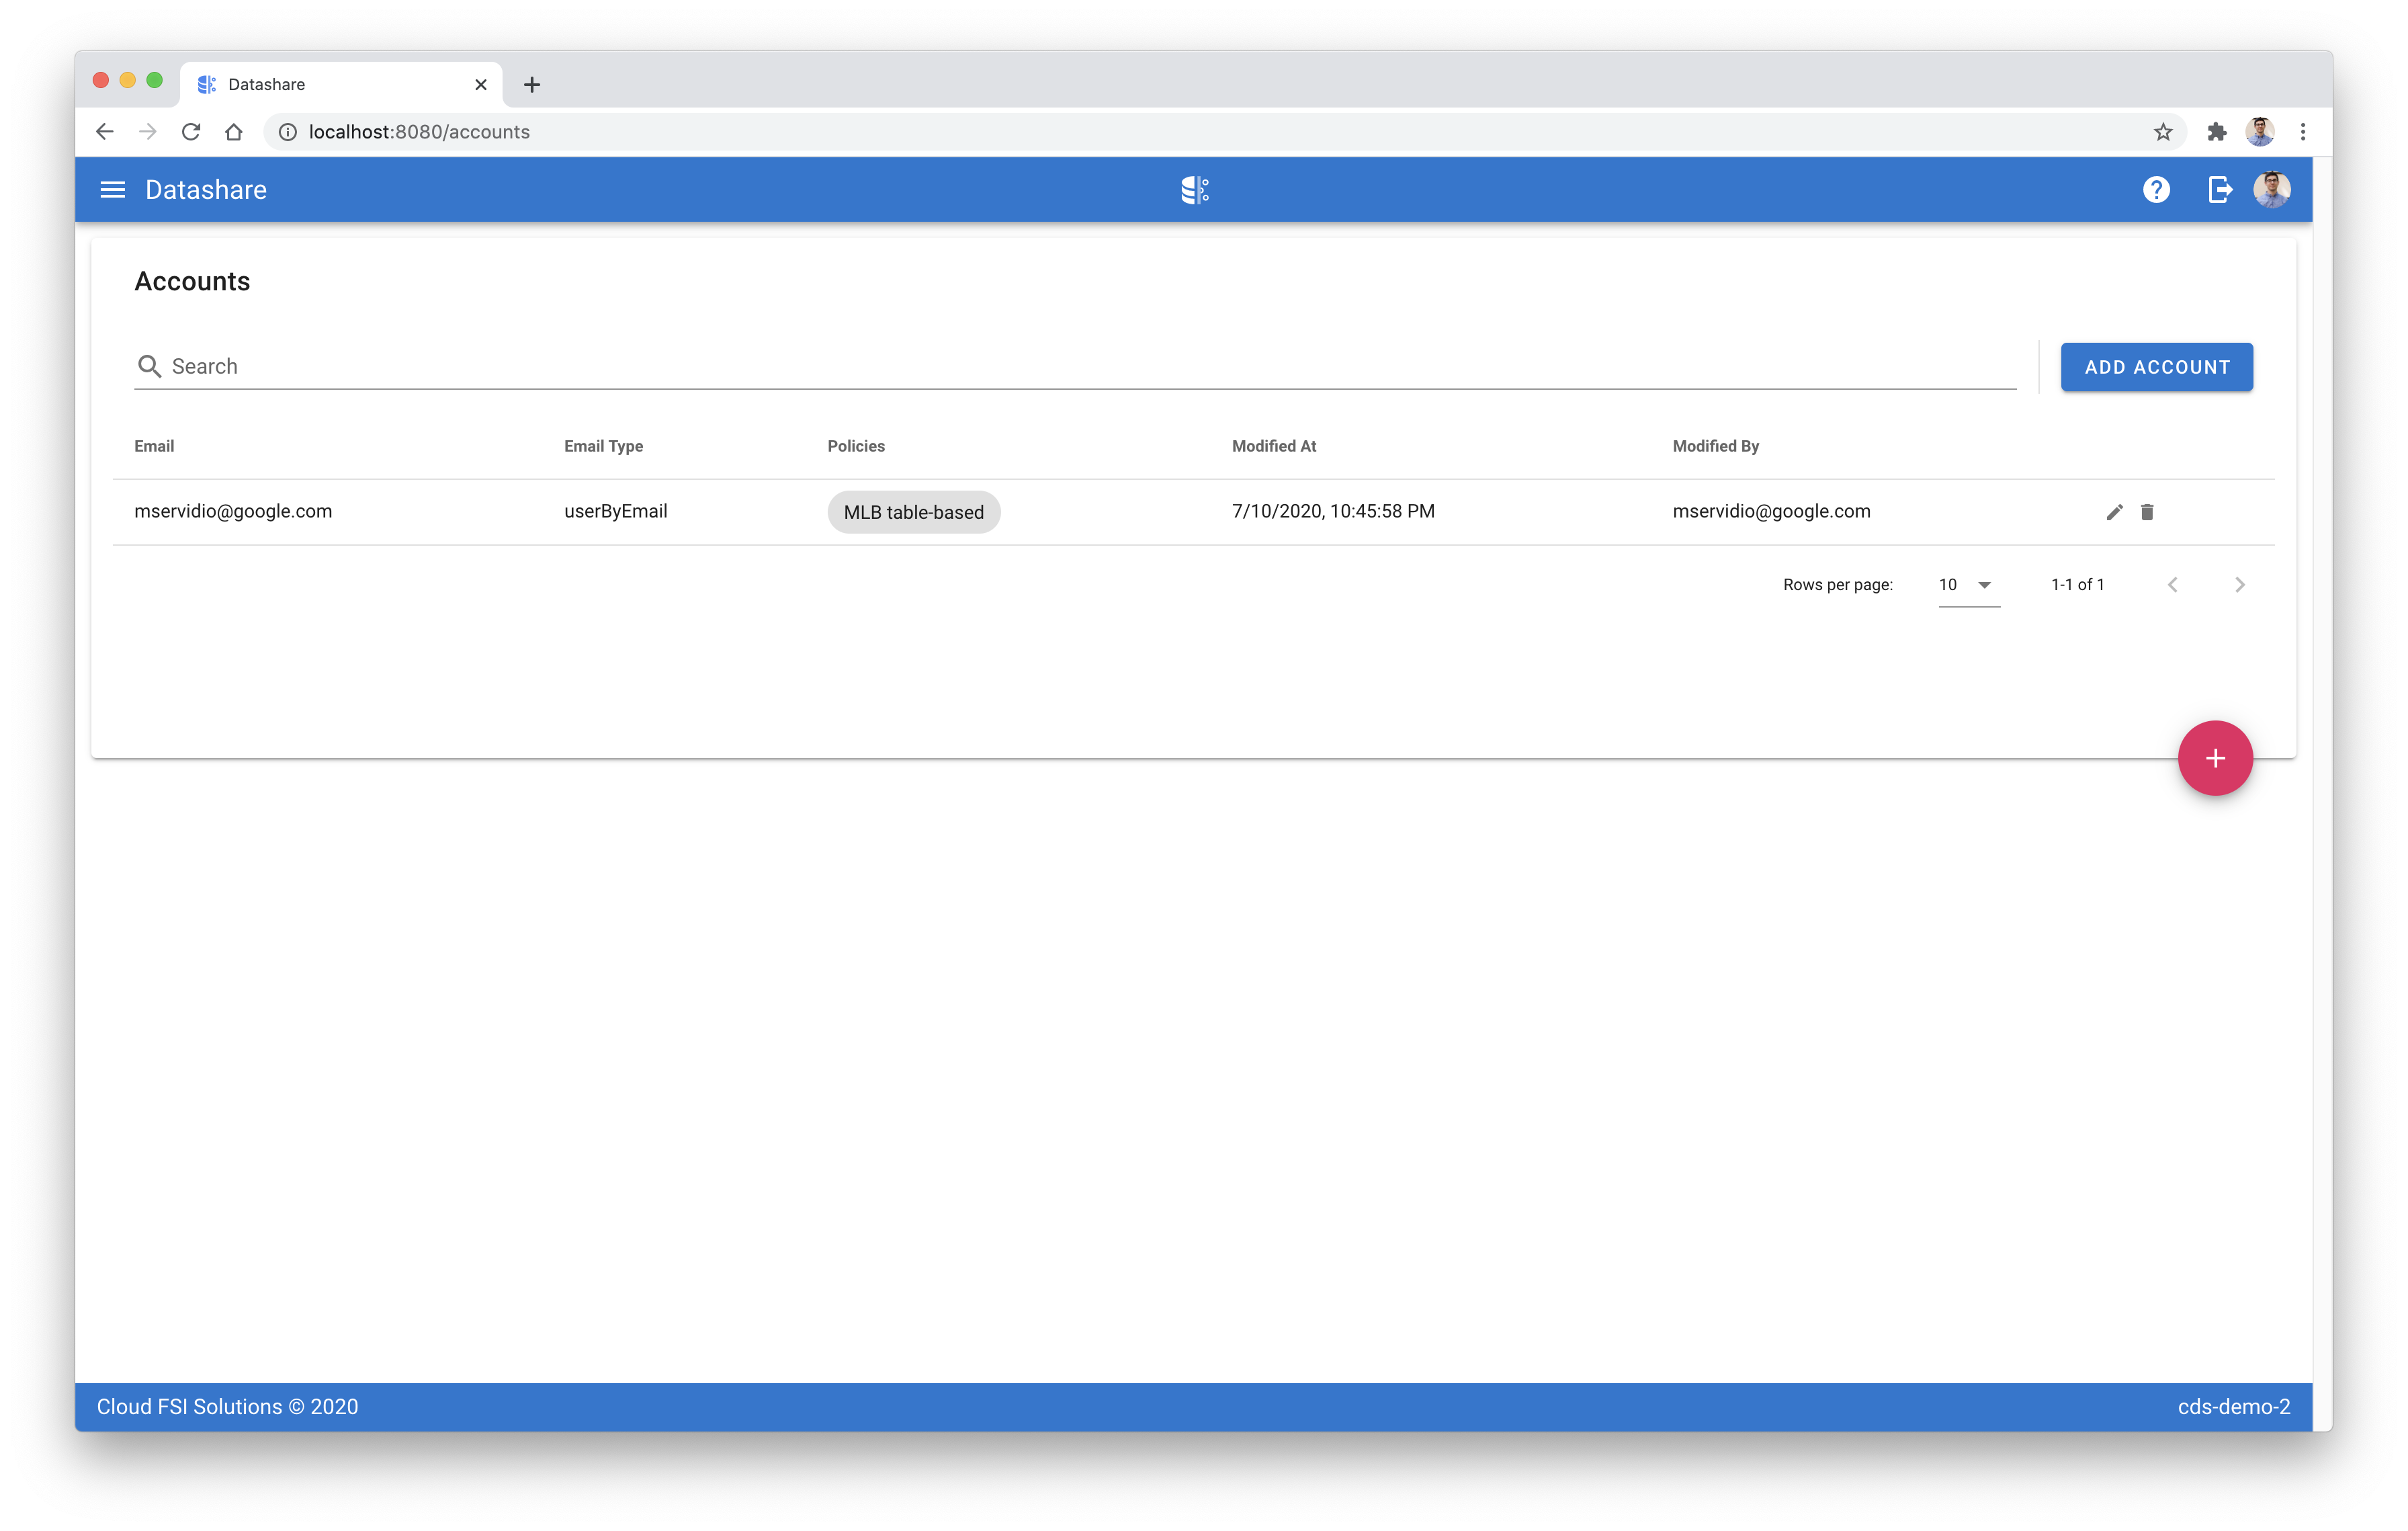 Datashare
localhost:8080/accounts
Datashare
Accounts
Search
ADD ACCOUNT
Email Email Type Policies Modified At Modified By
mservidio@google.com userByEmail MLB table-based 7/10/2020, 10:45:58 PM mservidio@google.com
Rows per page: 10 1-1 of 1
Cloud FSI Solutions © 2020 cds-demo-2